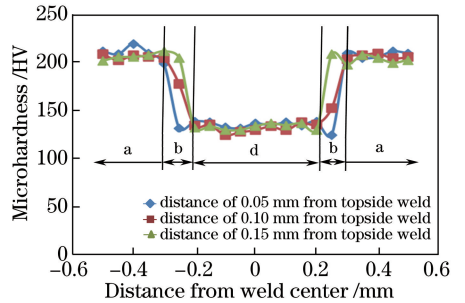 250
200
150
100
50
0
Microhardness /HV
a b d b a
distance of 0.05 mm from topside weld
distance of 0.10 mm from topside weld
distance of 0.15 mm from topside weld
−0.6 −0.4 −0.2 0 0.2 0.4 0.6
Distance from weld center /mm